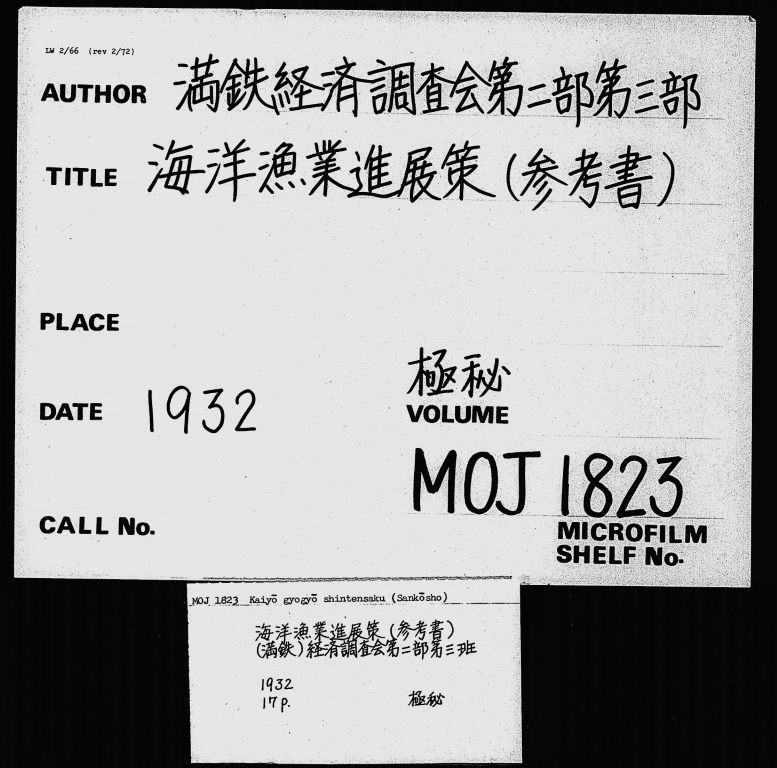 LW 2/66 (rev 2/72)
AUTHOR 満鉄経済調査会第二部第三部
TITLE 海洋漁業進展策(参考書)
PLACE
極秘
DATE 1932
VOLUME
MOJ 1823
CALL No.
MICROFILM
SHELF No.
MOJ 1823 Kaiyō gyogyō shintensaku (Sankōsho)
海洋漁業進展策(参考書)
(満鉄)経済調査会第二部第三班
1932
17p. 極秘